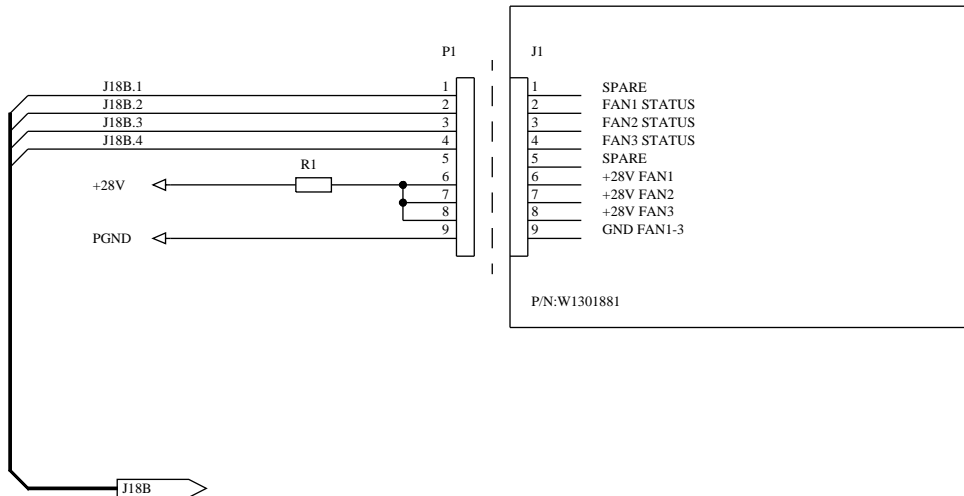 P1 J1
J18B.1 1 1 SPARE
J18B.2 2 2 FAN1 STATUS
J18B.3 3 3 FAN2 STATUS
J18B.4 4 4 FAN3 STATUS
5 5 SPARE
R1
+28V 6 6 +28V FAN1
7 7 +28V FAN2
8 8 +28V FAN3
PGND 9 9 GND FAN1-3
P/N:W1301881
J18B